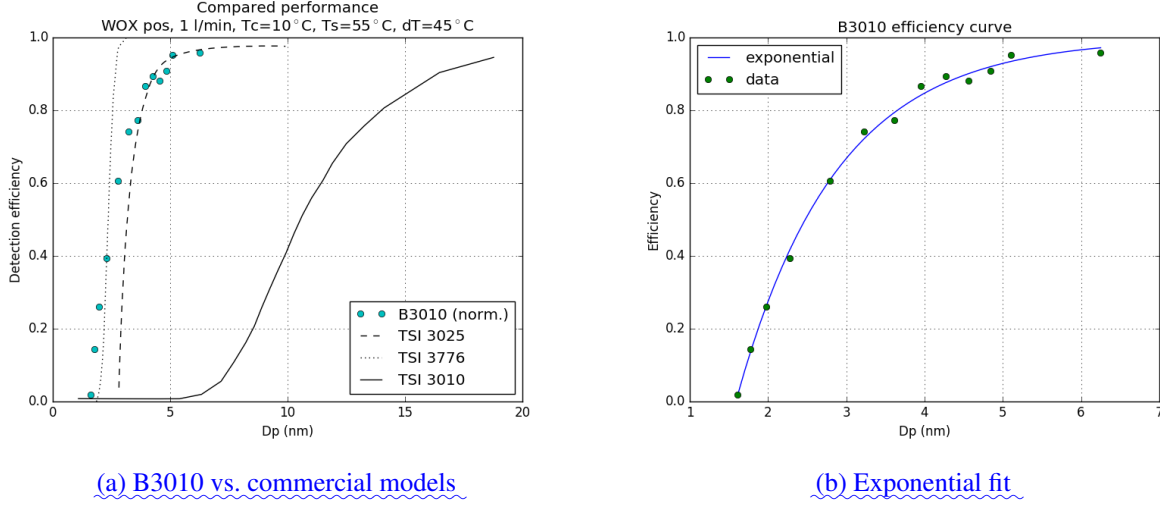 Compared performance
WOX pos, 1 l/min, Tc=10°C, Ts=55°C, dT=45°C
1.0
0.8
0.6
0.4
0.2
0.0
Detection efficiency
B3010 (norm.)
TSI 3025
TSI 3776
TSI 3010
0 5 10 15 20
Dp (nm)
(a) B3010 vs. commercial models
B3010 efficiency curve
1.0
0.8
0.6
0.4
0.2
0.0
Efficiency
exponential
data
1 2 3 4 5 6 7
Dp (nm)
(b) Exponential fit